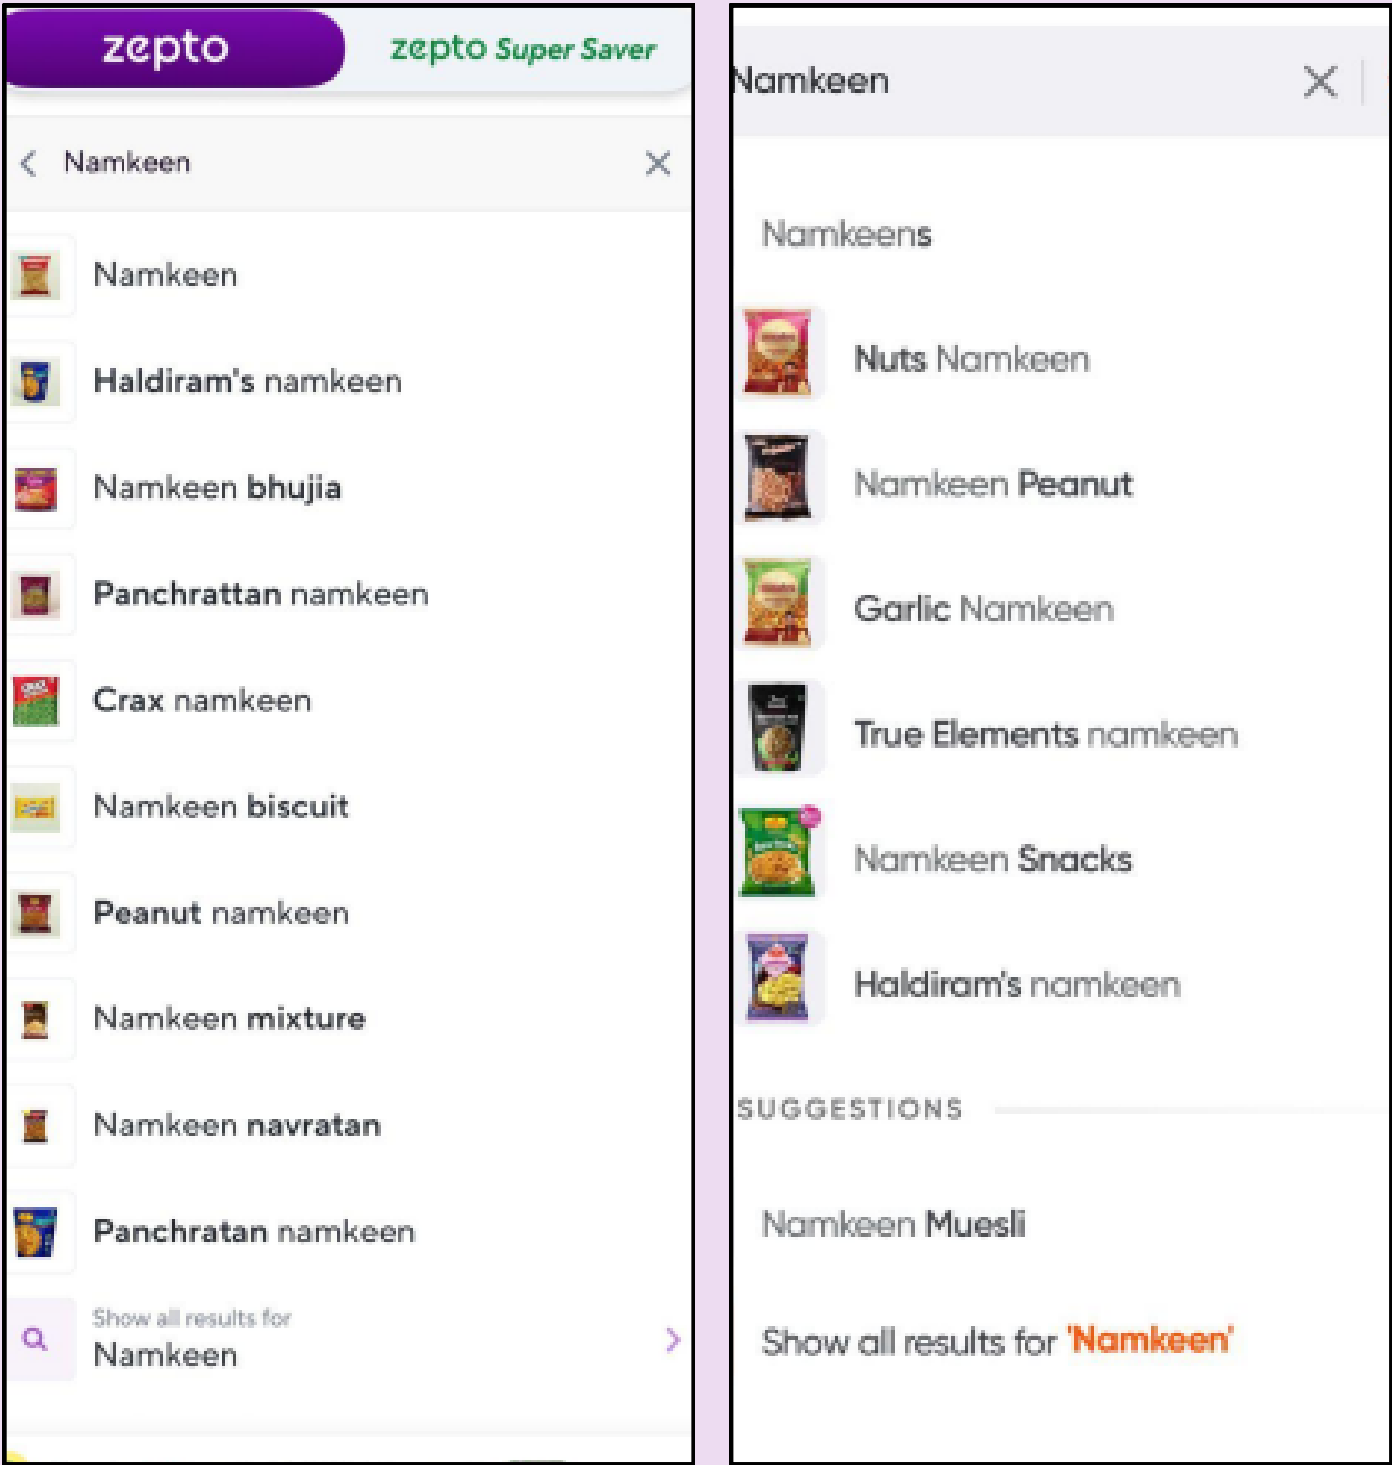 zepto
zepto Super Saver
Namkeen
Namkeen
Haldiram's namkeen
Namkeen bhujia
Panchrattan namkeen
Crax namkeen
Namkeen biscuit
Peanut namkeen
Namkeen mixture
Namkeen navratan
Panchratan namkeen
Show all results for
Namkeen
Namkeen
Namkeens
Nuts Namkeen
Namkeen Peanut
Garlic Namkeen
True Elements namkeen
Namkeen Snacks
Haldiram's namkeen
SUGGESTIONS
Namkeen Muesli
Show all results for 'Namkeen'